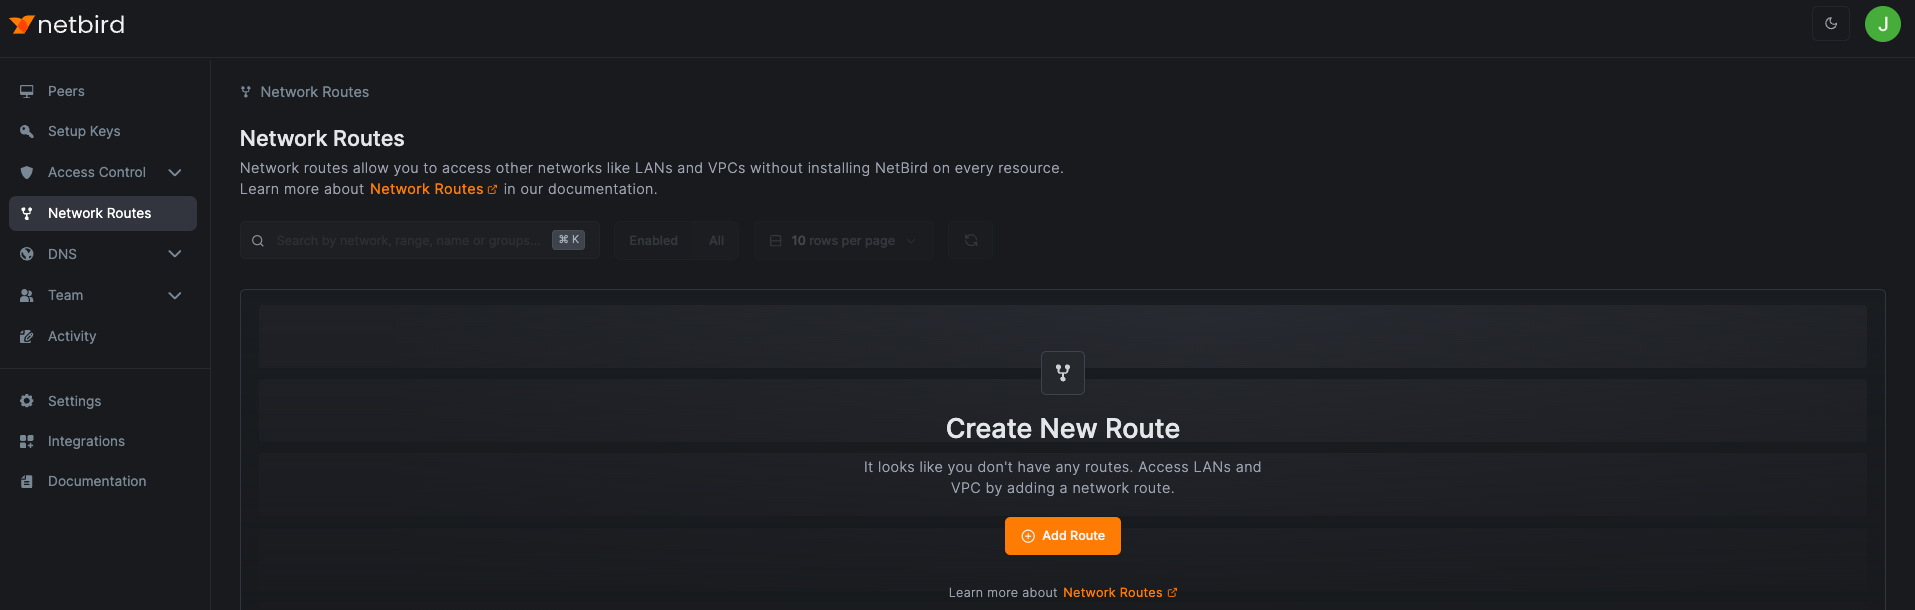 netbird
J
Peers
Setup Keys
Access Control
Network Routes
DNS
Team
Activity
Settings
Integrations
Documentation
Network Routes
Network Routes
Network routes allow you to access other networks like LANs and VPCs without installing NetBird on every resource.
Learn more about Network Routes in our documentation.
Search by network, range, name or groups... ⌘ K Enabled All 10 rows per page
Create New Route
It looks like you don't have any routes. Access LANs and
VPC by adding a network route.
Add Route
Learn more about Network Routes